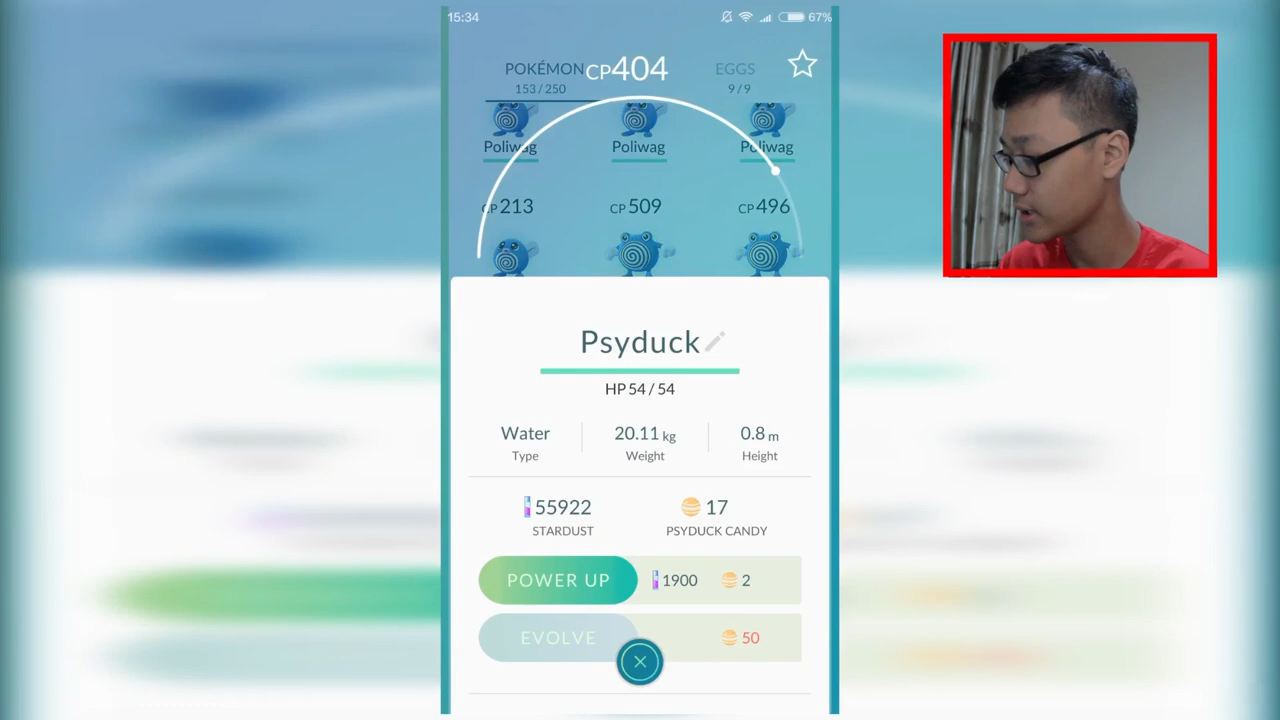 15:34 67%
POKÉMON CP404 EGGS
153 / 250 9 / 9
Poliwag Poliwag Poliwag
CP213 CP509 CP496
Psyduck
HP 54 / 54
Water 20.11 kg 0.8 m
Type Weight Height
55922 17
STARDUST PSYDUCK CANDY
POWER UP 1900 2
EVOLVE 50